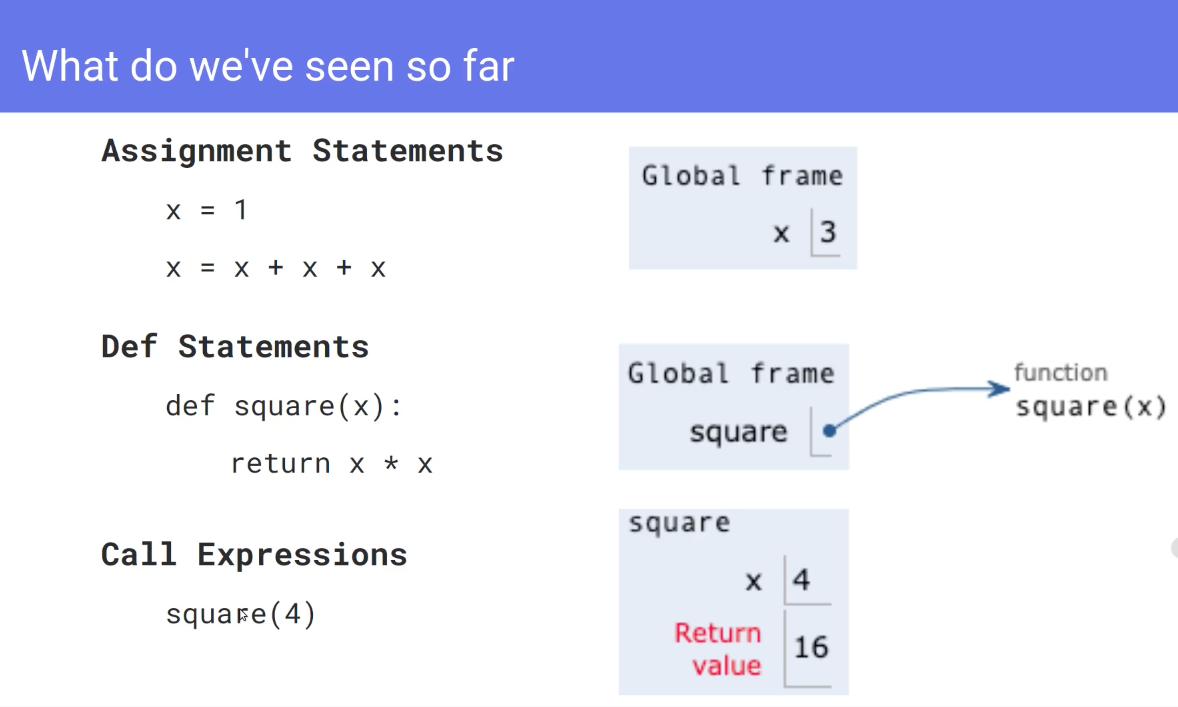 What do we've seen so far
Assignment Statements
x = 1
x = x + x + x
Global frame
x 3
Def Statements
def square(x):
return x * x
Global frame
square
function
square(x)
Call Expressions
square(4)
square
x 4
Return
value
16